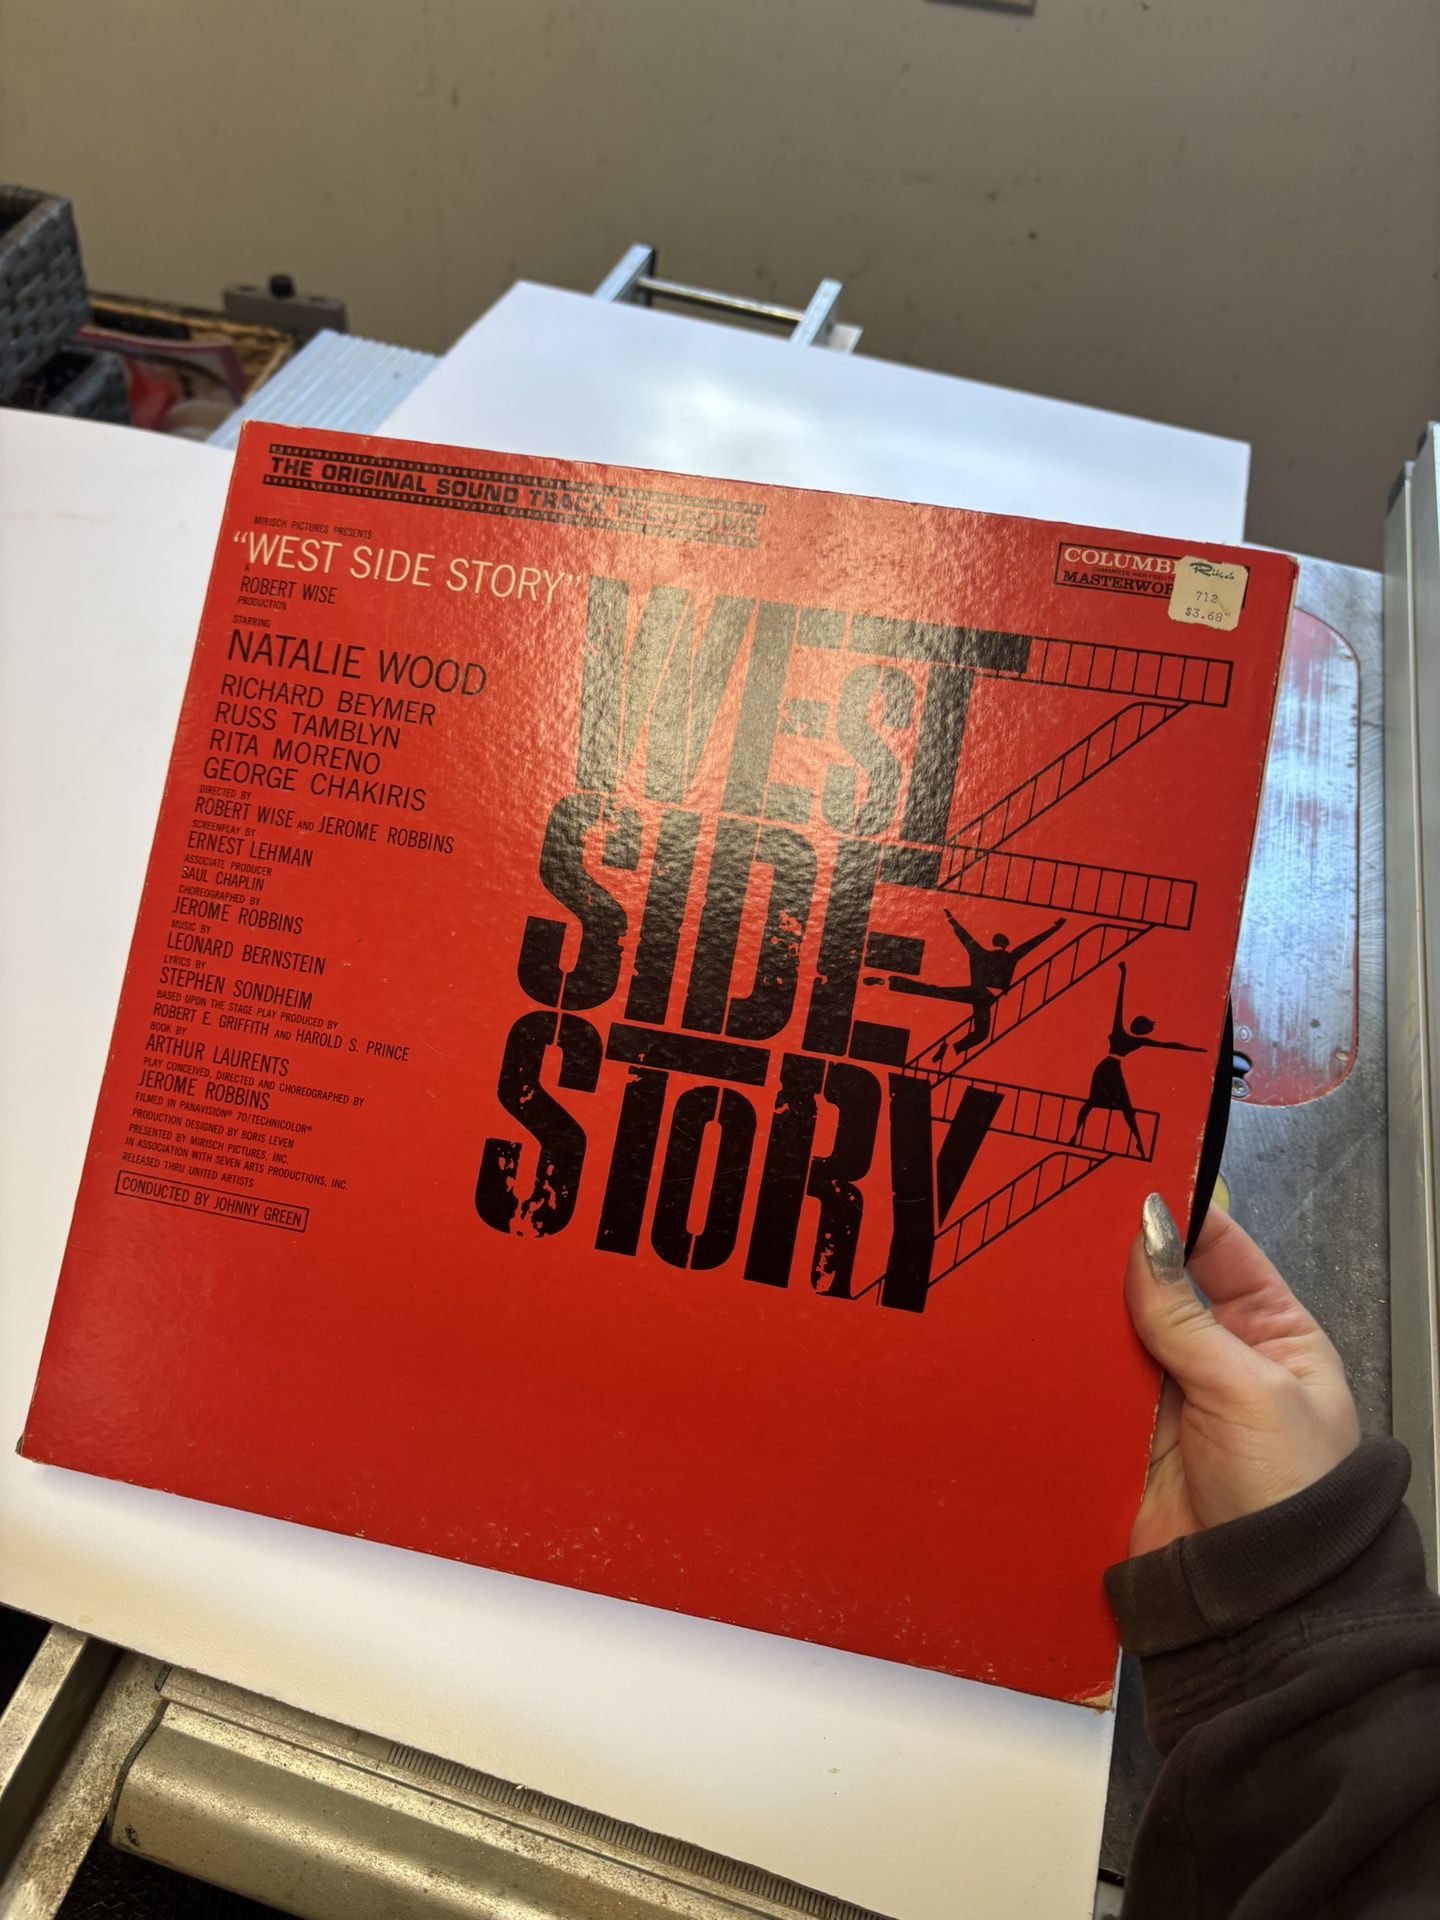 THE ORIGINAL SOUND TRACK RECORDING
MIRISCH PICTURES PRESENTS
"WEST SIDE STORY"
A
ROBERT WISE
PRODUCTION
STARRING
NATALIE WOOD
RICHARD BEYMER
RUSS TAMBLYN
RITA MORENO
GEORGE CHAKIRIS
DIRECTED BY
ROBERT WISE AND JEROME ROBBINS
SCREENPLAY BY
ERNEST LEHMAN
ASSOCIATE PRODUCER
SAUL CHAPLIN
CHOREOGRAPHED BY
JEROME ROBBINS
MUSIC BY
LEONARD BERNSTEIN
LYRICS BY
STEPHEN SONDHEIM
BASED UPON THE STAGE PLAY PRODUCED BY
ROBERT E. GRIFFITH AND HAROLD S. PRINCE
BOOK BY
ARTHUR LAURENTS
PLAY CONCEIVED, DIRECTED AND CHOREOGRAPHED BY
JEROME ROBBINS
FILMED IN PANAVISION® 70/TECHNICOLOR®
PRODUCTION DESIGNED BY BORIS LEVEN
PRESENTED BY MIRISCH PICTURES, INC.
IN ASSOCIATION WITH SEVEN ARTS PRODUCTIONS, INC.
RELEASED THRU UNITED ARTISTS
CONDUCTED BY JOHNNY GREEN
WEST
SIDE
STORY
COLUMB
GUARANTEED HIGH FIDELITY
MASTERWOR
712
$3.68